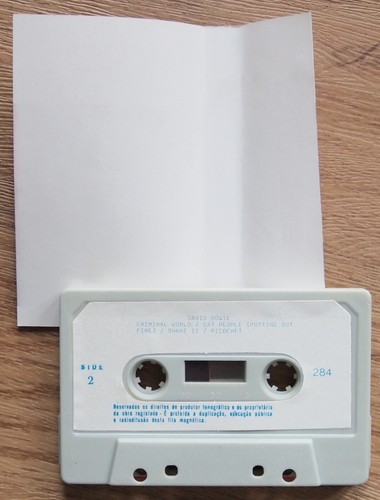 DAVID BOWIE
CRIMINAL WORLD / CAT PEOPLE (PUTTING OUT
FIRE) / SHAKE IT / RICOCHET
SIDE
2
284
Reservados os direitos do produtor fonográfico e do proprietário
da obra registada - É proibida a duplicação, execução pública
e radiodifusão desta fita magnética.